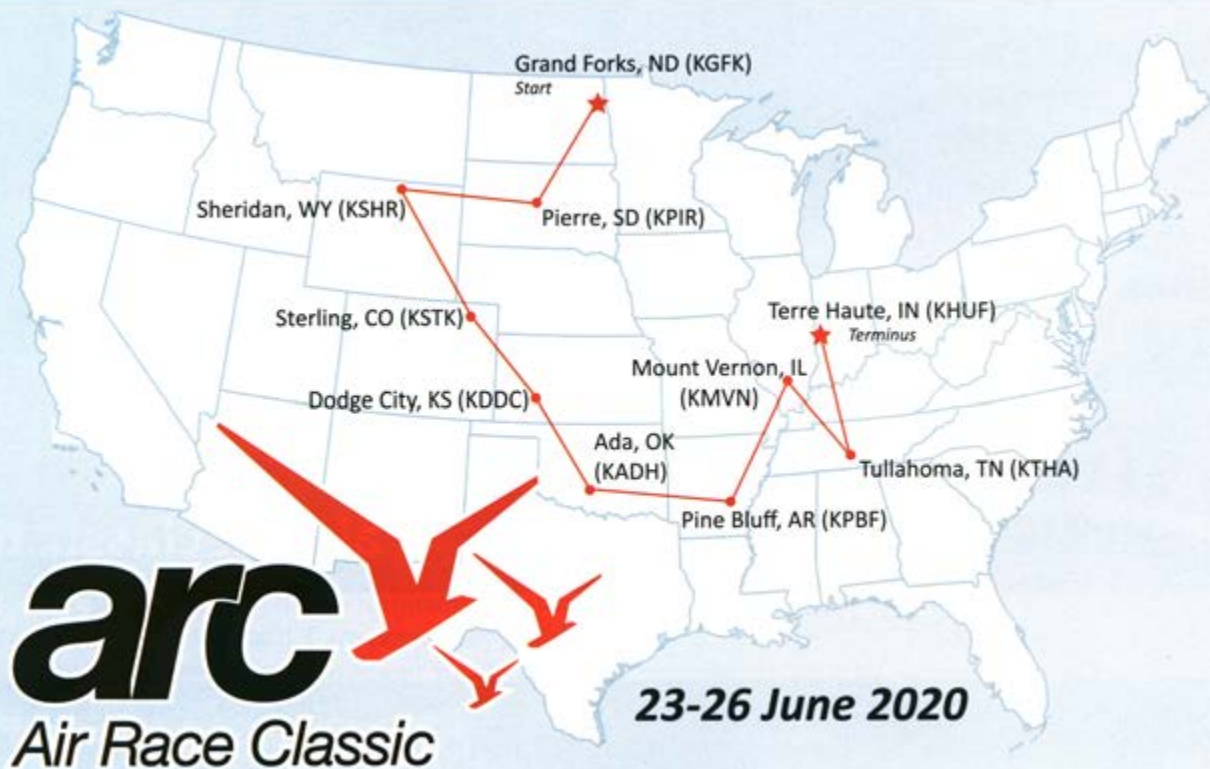 Grand Forks, ND (KGFK)
Start
Sheridan, WY (KSHR)
Pierre, SD (KPIR)
Sterling, CO (KSTK)
Terre Haute, IN (KHUF)
Terminus
Mount Vernon, IL
(KMVN)
Dodge City, KS (KDDC)
Ada, OK
(KADH)
Tullahoma, TN (KTHA)
Pine Bluff, AR (KPBF)
arc
Air Race Classic
23-26 June 2020